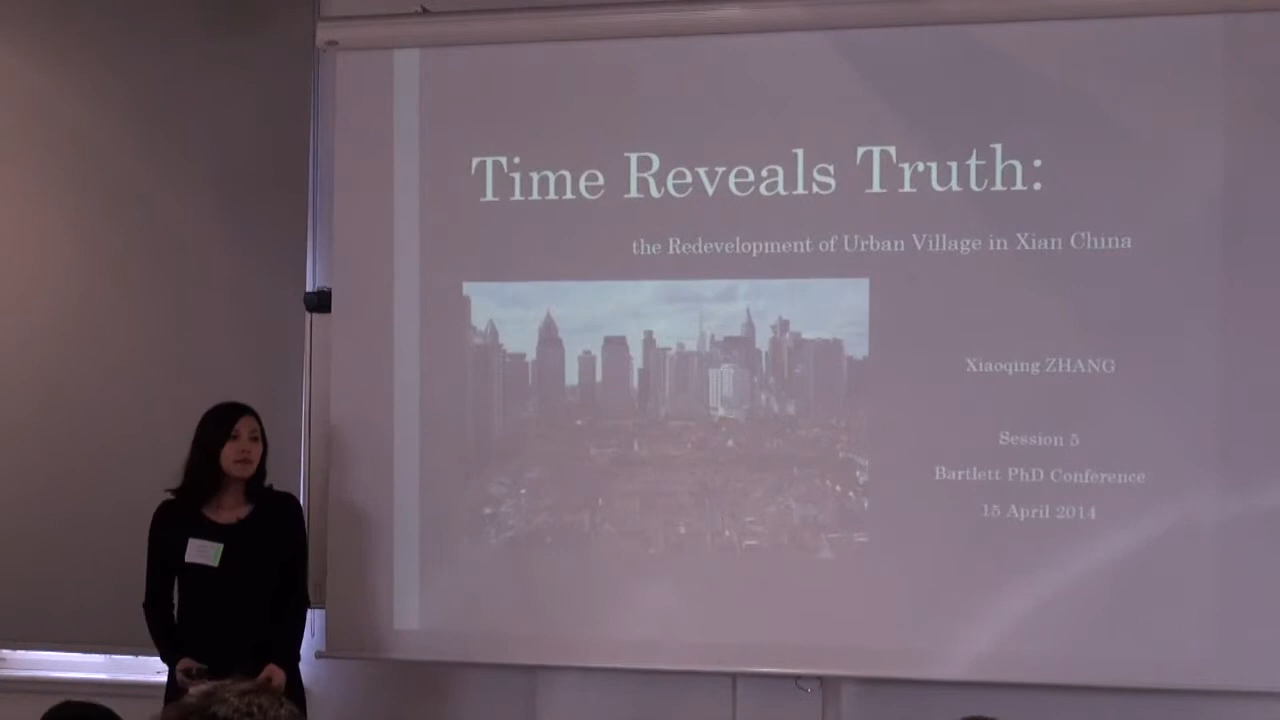 Time Reveals Truth:
the Redevelopment of Urban Village in Xian China
Xiaoqing ZHANG
Session 5
Bartlett PhD Conference
15 April 2014